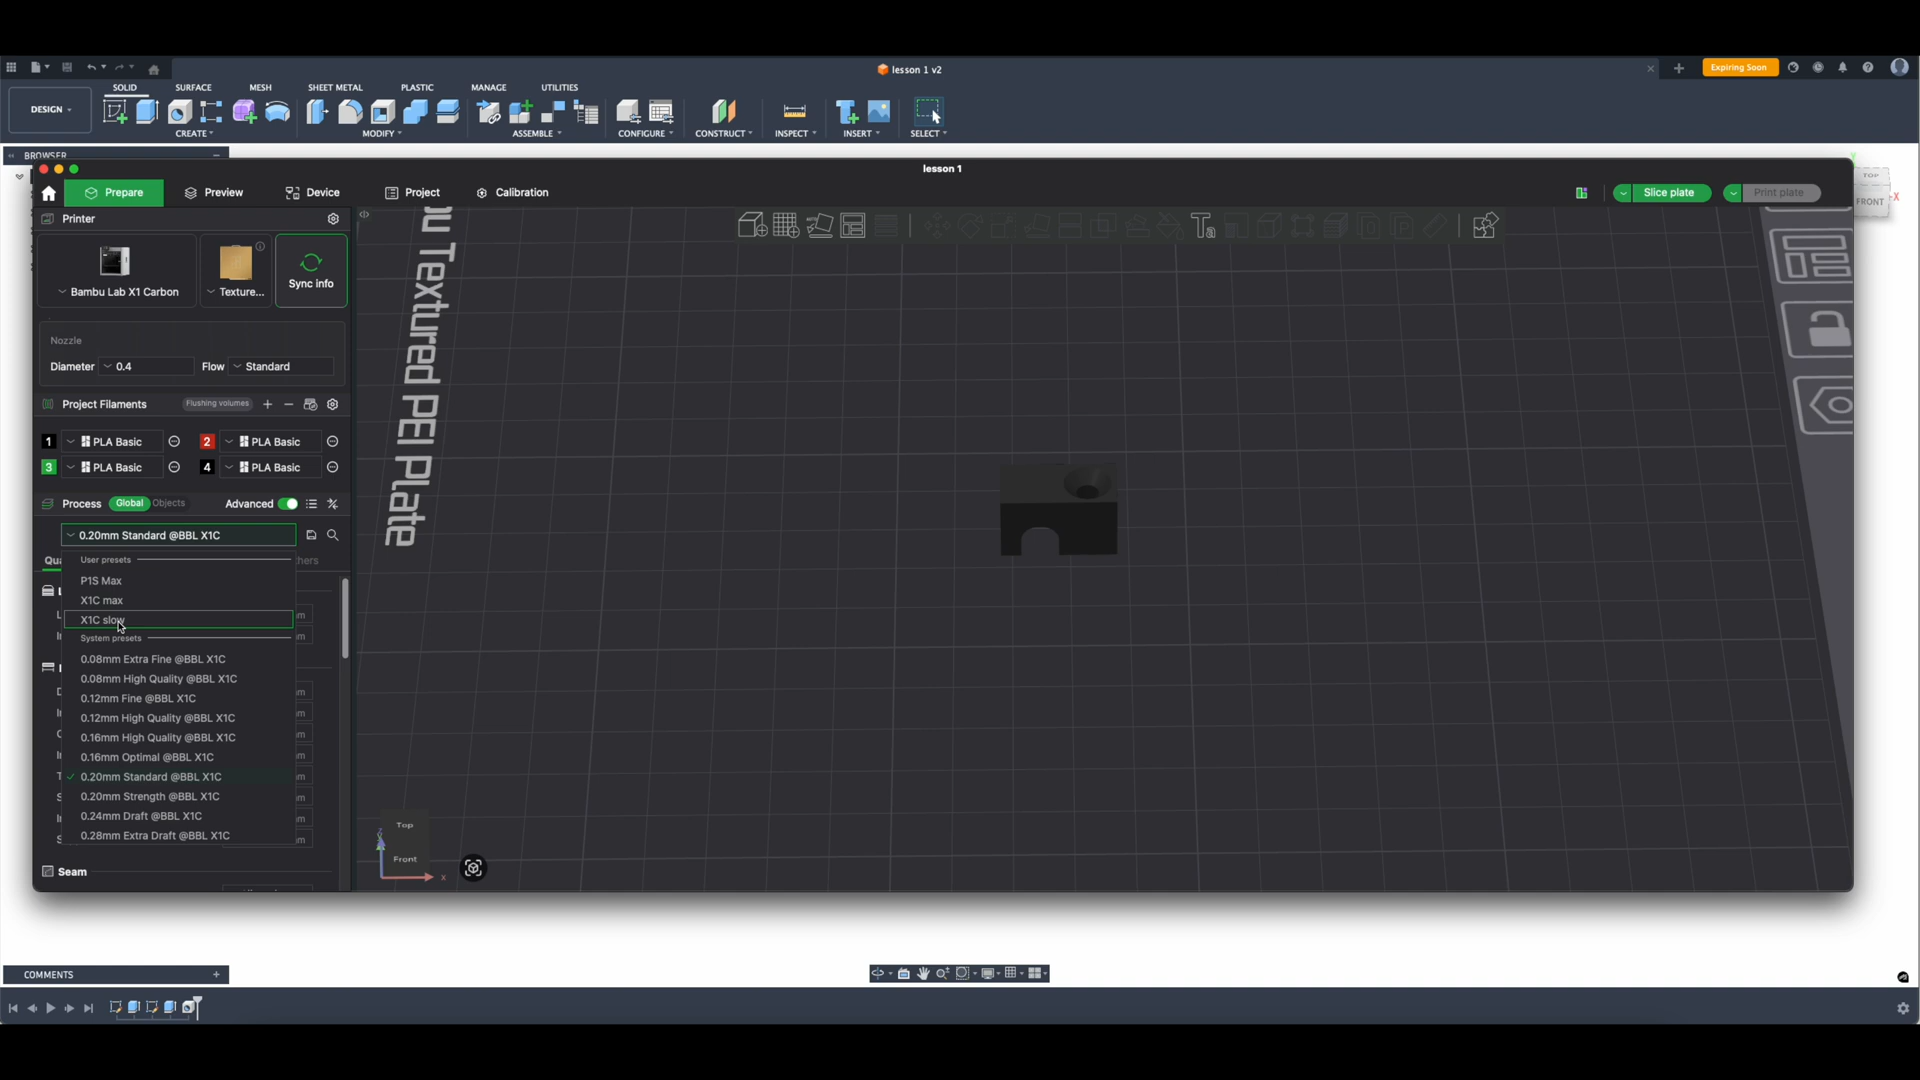 lesson 1 v2
Expiring Soon
SOLID SURFACE MESH SHEET METAL PLASTIC MANAGE UTILITIES
DESIGN
CREATE MODIFY ASSEMBLE CONFIGURE CONSTRUCT INSPECT INSERT SELECT
BROWSER
lesson 1
TOP
FRONT
X
Prepare Preview Device Project Calibration
Slice plate Print plate
Printer
Bambu Lab X1 Carbon
Texture...
Sync info
Nozzle
Diameter 0.4 Flow Standard
Project Filaments Flushing volumes
1 PLA Basic 2 PLA Basic
3 PLA Basic 4 PLA Basic
Process Global Objects Advanced
0.20mm Standard @BBL X1C
Qua hers
User presets
P1S Max
X1C max
X1C slow
System presets
0.08mm Extra Fine @BBL X1C
0.08mm High Quality @BBL X1C
0.12mm Fine @BBL X1C
0.12mm High Quality @BBL X1C
0.16mm High Quality @BBL X1C
0.16mm Optimal @BBL X1C
0.20mm Standard @BBL X1C
0.20mm Strength @BBL X1C
0.24mm Draft @BBL X1C
0.28mm Extra Draft @BBL X1C
Seam
u Textured PEI Plate
Ta
Top
Front
x
COMMENTS